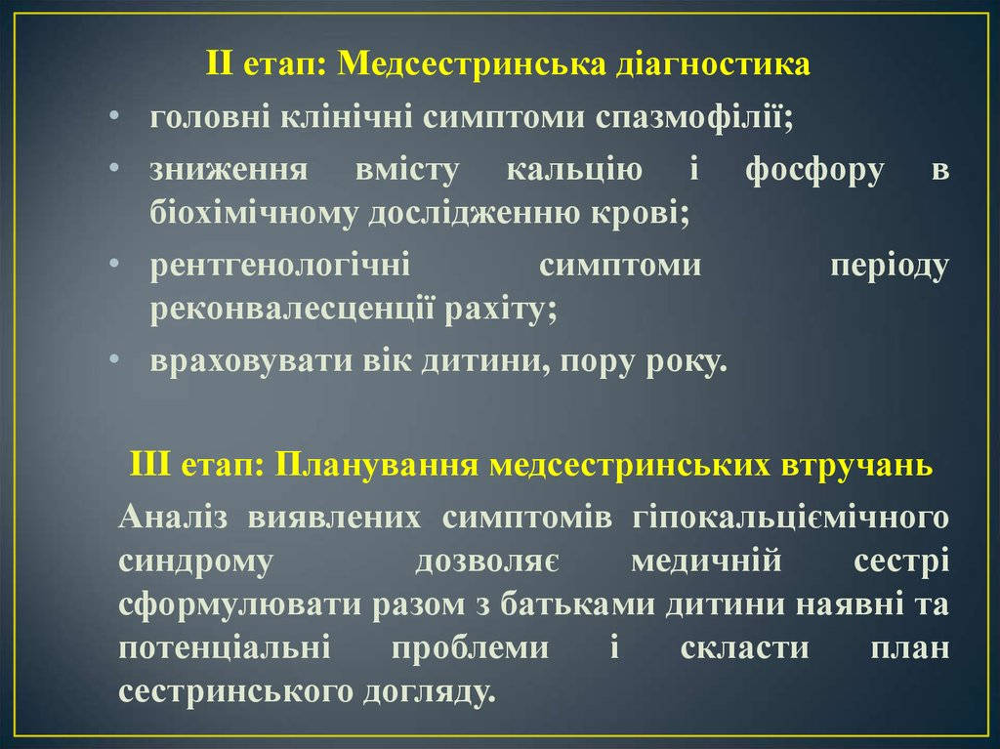 ІІ етап: Медсестринська діагностика
• головні клінічні симптоми спазмофілії;
• зниження вмісту кальцію і фосфору в
біохімічному дослідженню крові;
• рентгенологічні симптоми періоду
реконвалесценції рахіту;
• враховувати вік дитини, пору року.
ІІІ етап: Планування медсестринських втручань
Аналіз виявлених симптомів гіпокальціємічного
синдрому дозволяє медичній сестрі
сформулювати разом з батьками дитини наявні та
потенціальні проблеми і скласти план
сестринського догляду.